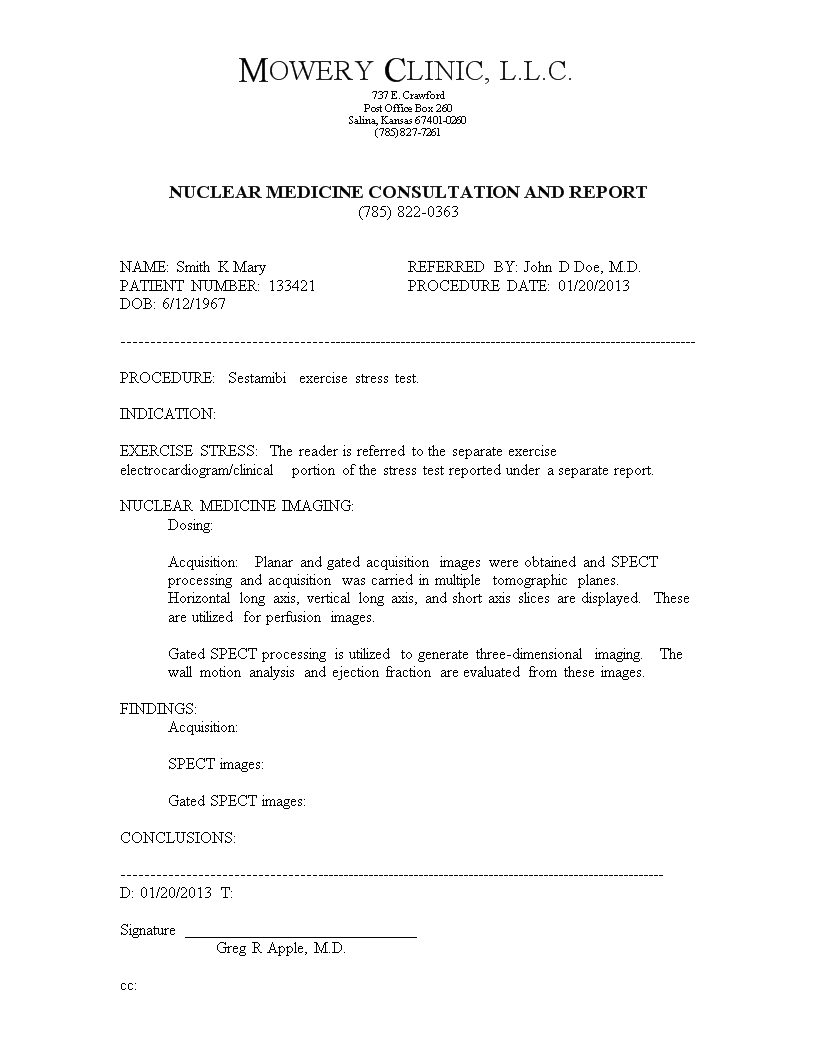 MOWERY CLINIC, L.L.C.
737 E. Crawford
Post Office Box 260
Salina, Kansas 67401-0260
(785) 827-7261
NUCLEAR MEDICINE CONSULTATION AND REPORT
(785) 822-0363
NAME: Smith K Mary REFERRED BY: John D Doe, M.D.
PATIENT NUMBER: 133421 PROCEDURE DATE: 01/20/2013
DOB: 6/12/1967
PROCEDURE: Sestamibi exercise stress test.
INDICATION:
EXERCISE STRESS: The reader is referred to the separate exercise
electrocardiogram/clinical portion of the stress test reported under a separate report.
NUCLEAR MEDICINE IMAGING:
Dosing:
Acquisition: Planar and gated acquisition images were obtained and SPECT
processing and acquisition was carried in multiple tomographic planes.
Horizontal long axis, vertical long axis, and short axis slices are displayed. These
are utilized for perfusion images.
Gated SPECT processing is utilized to generate three-dimensional imaging. The
wall motion analysis and ejection fraction are evaluated from these images.
FINDINGS:
Acquisition:
SPECT images:
Gated SPECT images:
CONCLUSIONS:
D: 01/20/2013 T:
Signature ______________________________
Greg R Apple, M.D.
cc: